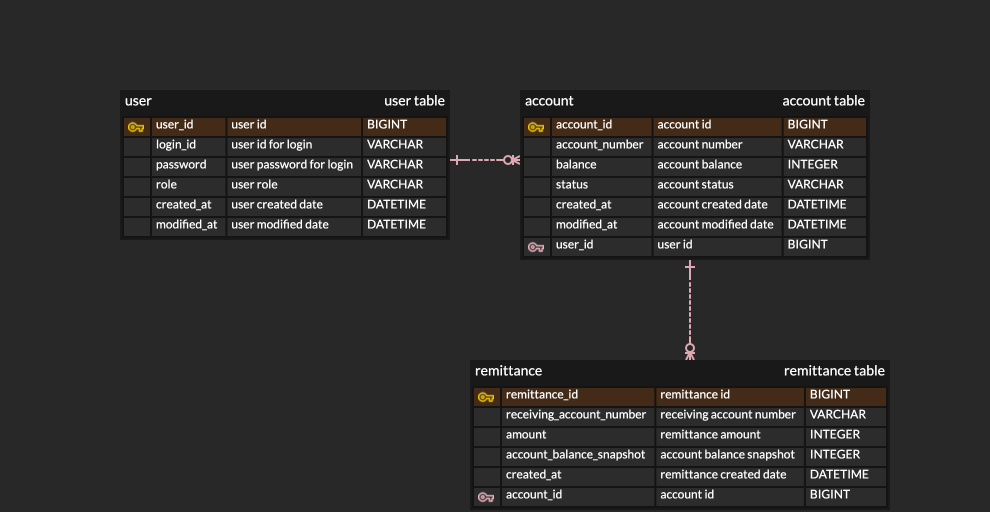 user user table
user_id user id BIGINT
login_id user id for login VARCHAR
password user password for login VARCHAR
role user role VARCHAR
created_at user created date DATETIME
modified_at user modified date DATETIME
account account table
account_id account id BIGINT
account_number account number VARCHAR
balance account balance INTEGER
status account status VARCHAR
created_at account created date DATETIME
modified_at account modified date DATETIME
user_id user id BIGINT
remittance remittance table
remittance_id remittance id BIGINT
receiving_account_number receiving account number VARCHAR
amount remittance amount INTEGER
account_balance_snapshot account balance snapshot INTEGER
created_at remittance created date DATETIME
account_id account id BIGINT